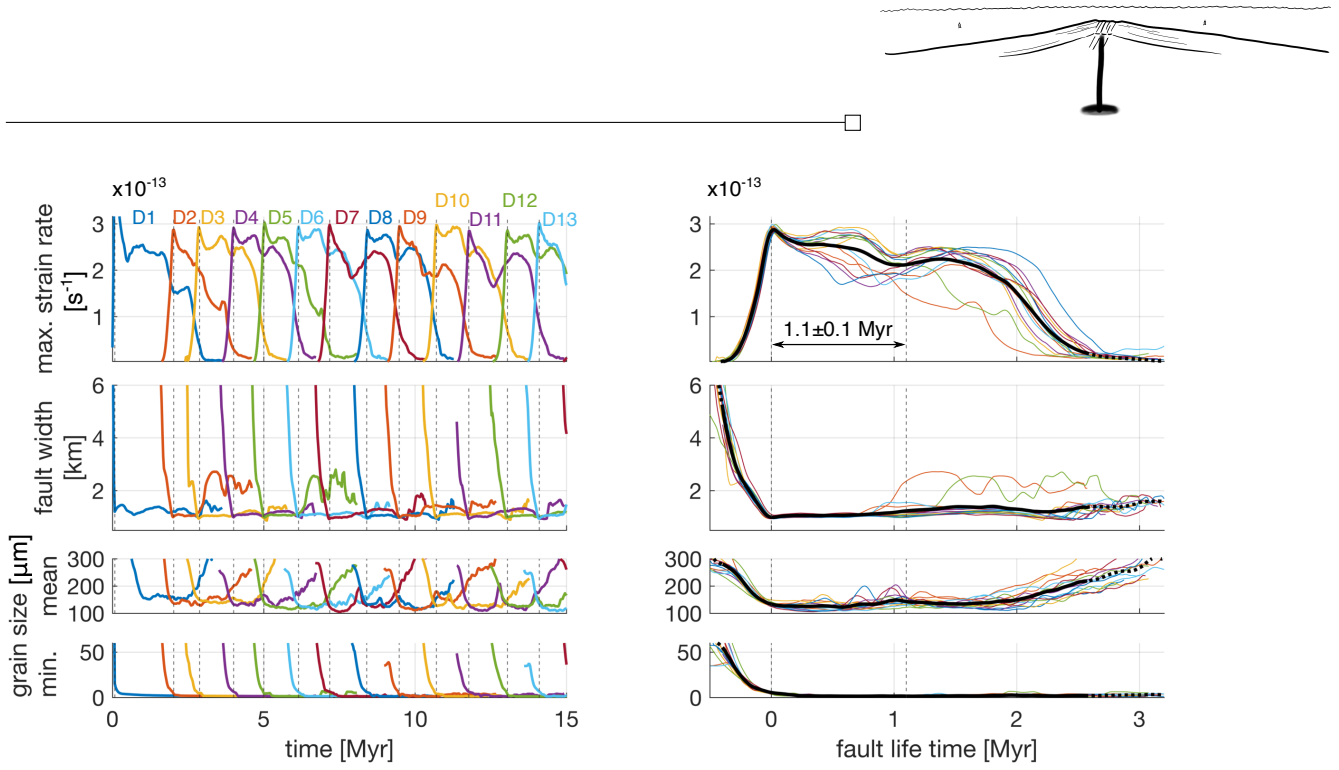 x10⁻¹³
D1 D2 D3 D4 D5 D6 D7 D8 D9 D10 D11 D12 D13
max. strain rate
[s⁻¹]
3
2
1
fault width
[km]
6
4
2
grain size [µm]
mean
300
200
100
min.
50
0
0 5 10 15
time [Myr]
x10⁻¹³
3
2
1
1.1±0.1 Myr
6
4
2
300
200
100
50
0
0 1 2 3
fault life time [Myr]